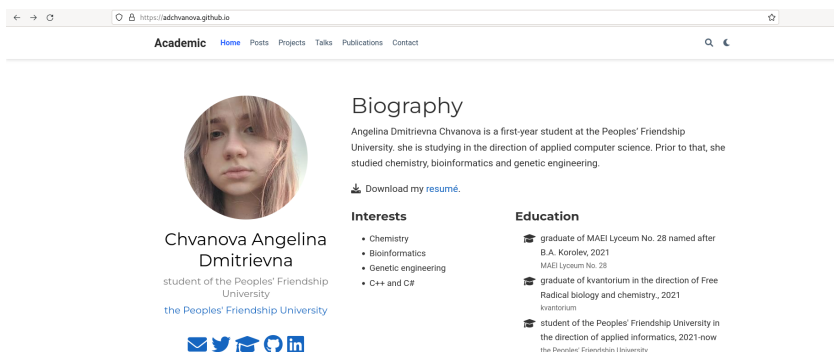 https://adchvanova.github.io
Academic Home Posts Projects Talks Publications Contact
Biography
Angelina Dmitrievna Chvanova is a first-year student at the Peoples' Friendship
University. she is studying in the direction of applied computer science. Prior to that, she
studied chemistry, bioinformatics and genetic engineering.
Download my resumé.
Chvanova Angelina
Dmitrievna
student of the Peoples' Friendship
University
the Peoples' Friendship University
Interests
Chemistry
Bioinformatics
Genetic engineering
C++ and C#
Education
graduate of MAEI Lyceum No. 28 named after
B.A. Korolev, 2021
MAEI Lyceum No. 28
graduate of kvantorium in the direction of Free
Radical biology and chemistry., 2021
kvantorium
student of the Peoples' Friendship University in
the direction of applied informatics, 2021-now
the Peoples' Friendship University